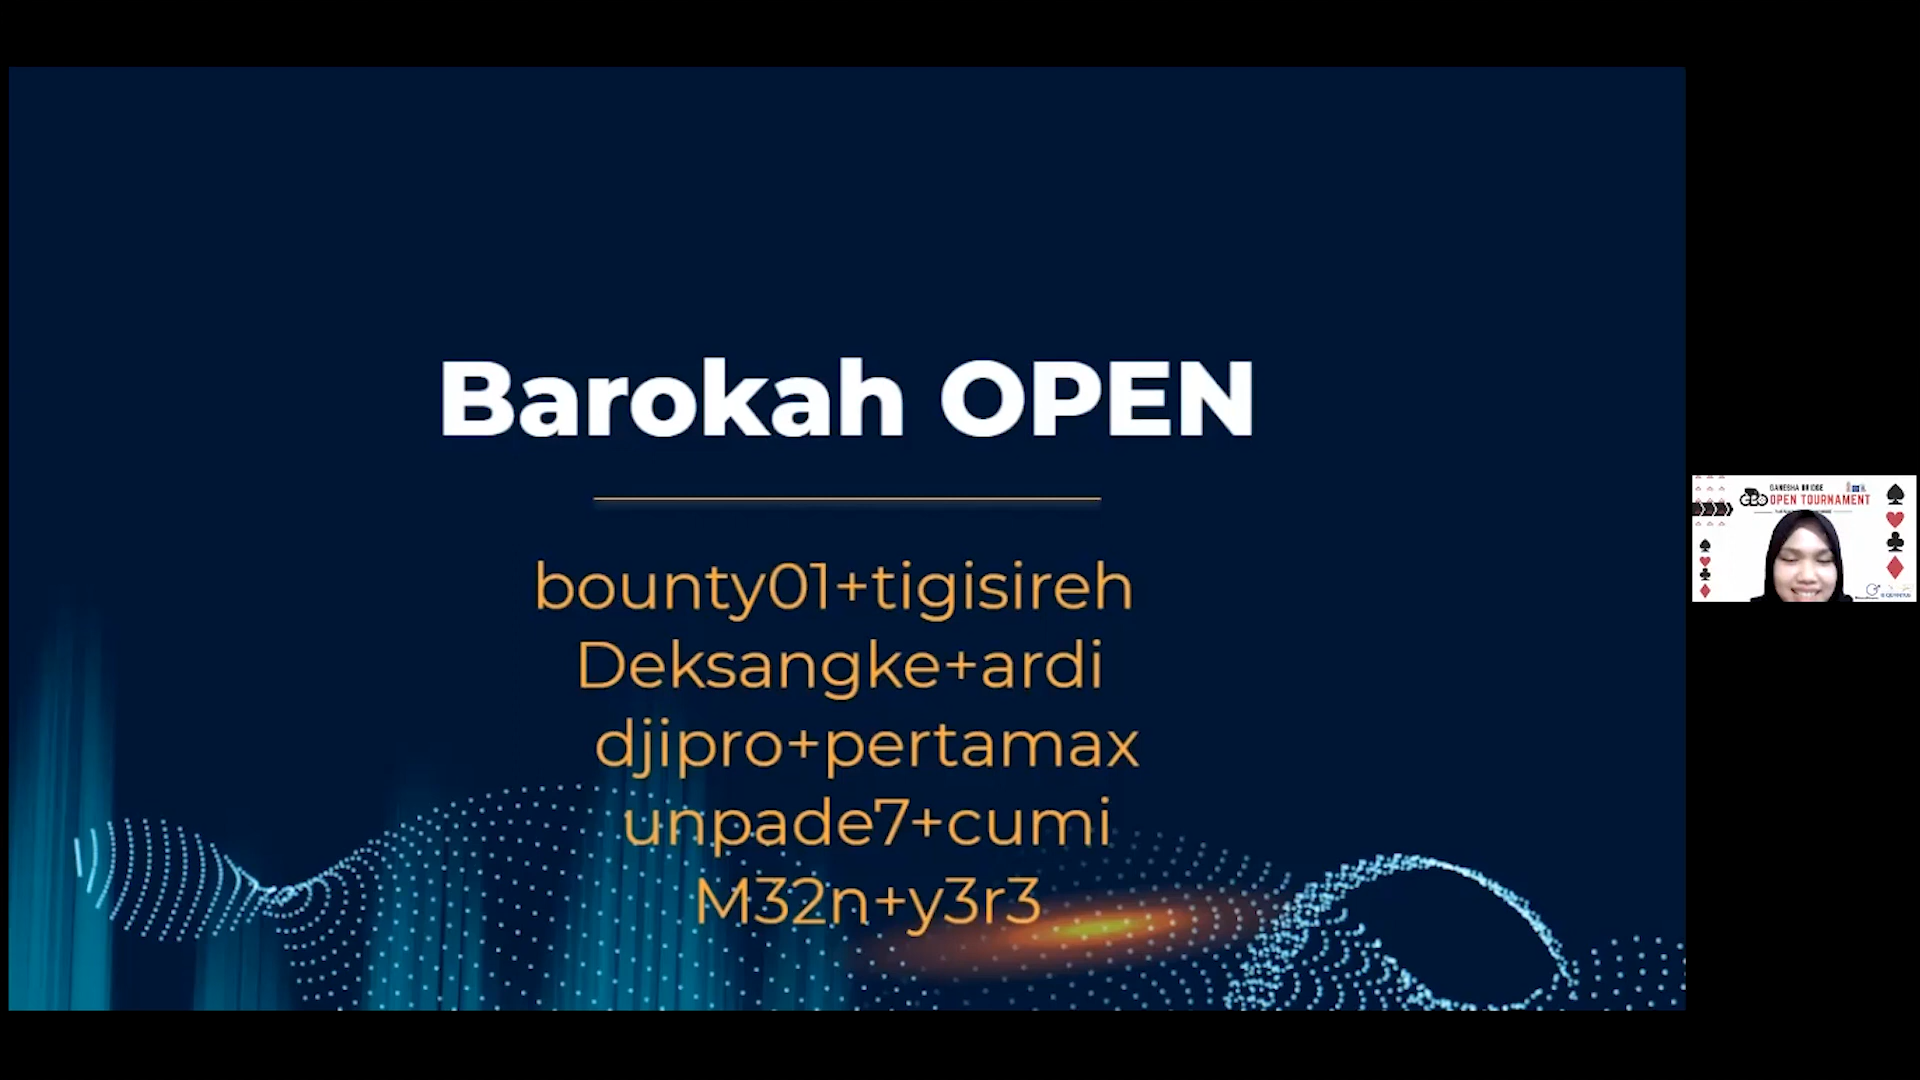 Barokah OPEN
bounty01+tigisireh
Deksangke+ardi
djipro+pertamax
unpade7+cumi
M32n+y3r3
GANESHA BRIDGE
OPEN TOURNAMENT